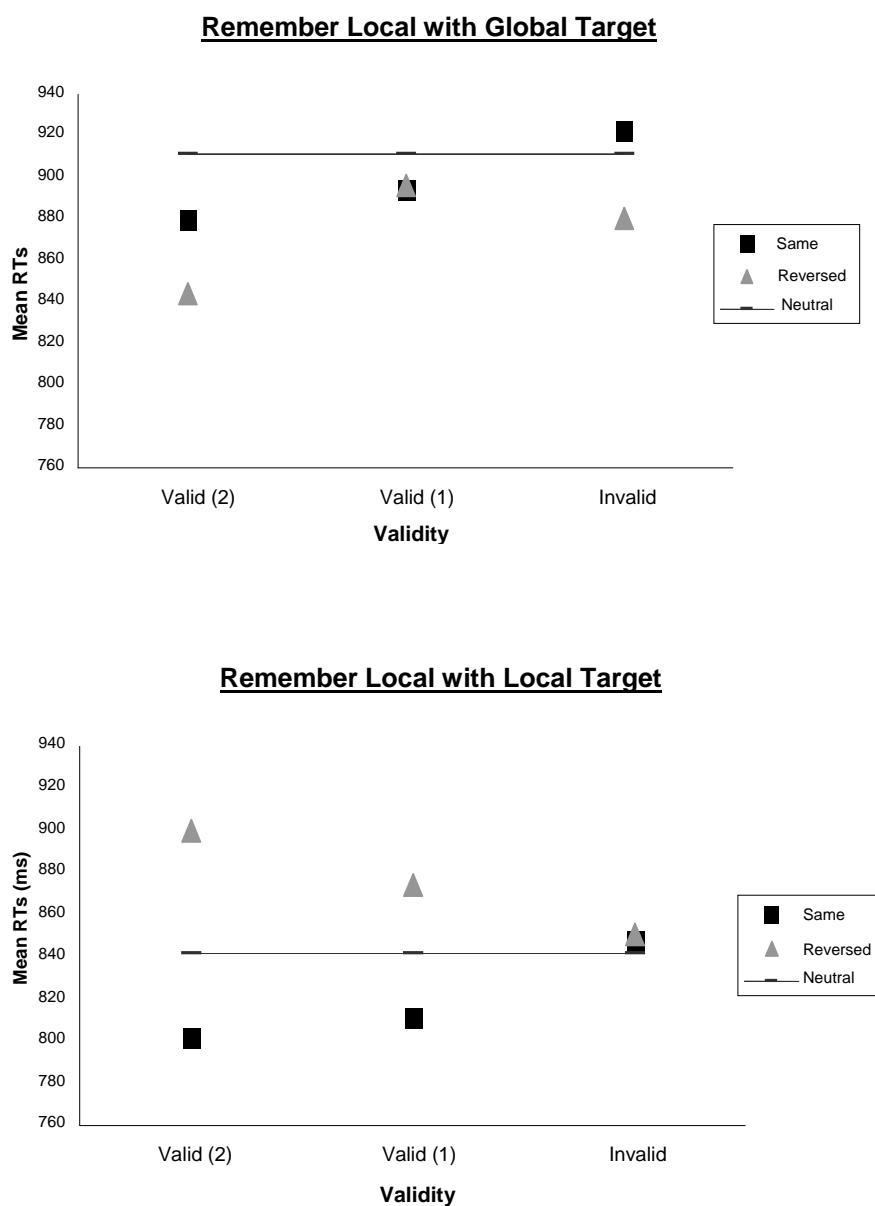 Remember Local with Global Target
940
920
900
880
860
840
820
800
780
760
Mean RTs
Valid (2) Valid (1) Invalid
Validity
Same
Reversed
Neutral
Remember Local with Local Target
940
920
900
880
860
840
820
800
780
760
Mean RTs (ms)
Valid (2) Valid (1) Invalid
Validity
Same
Reversed
Neutral